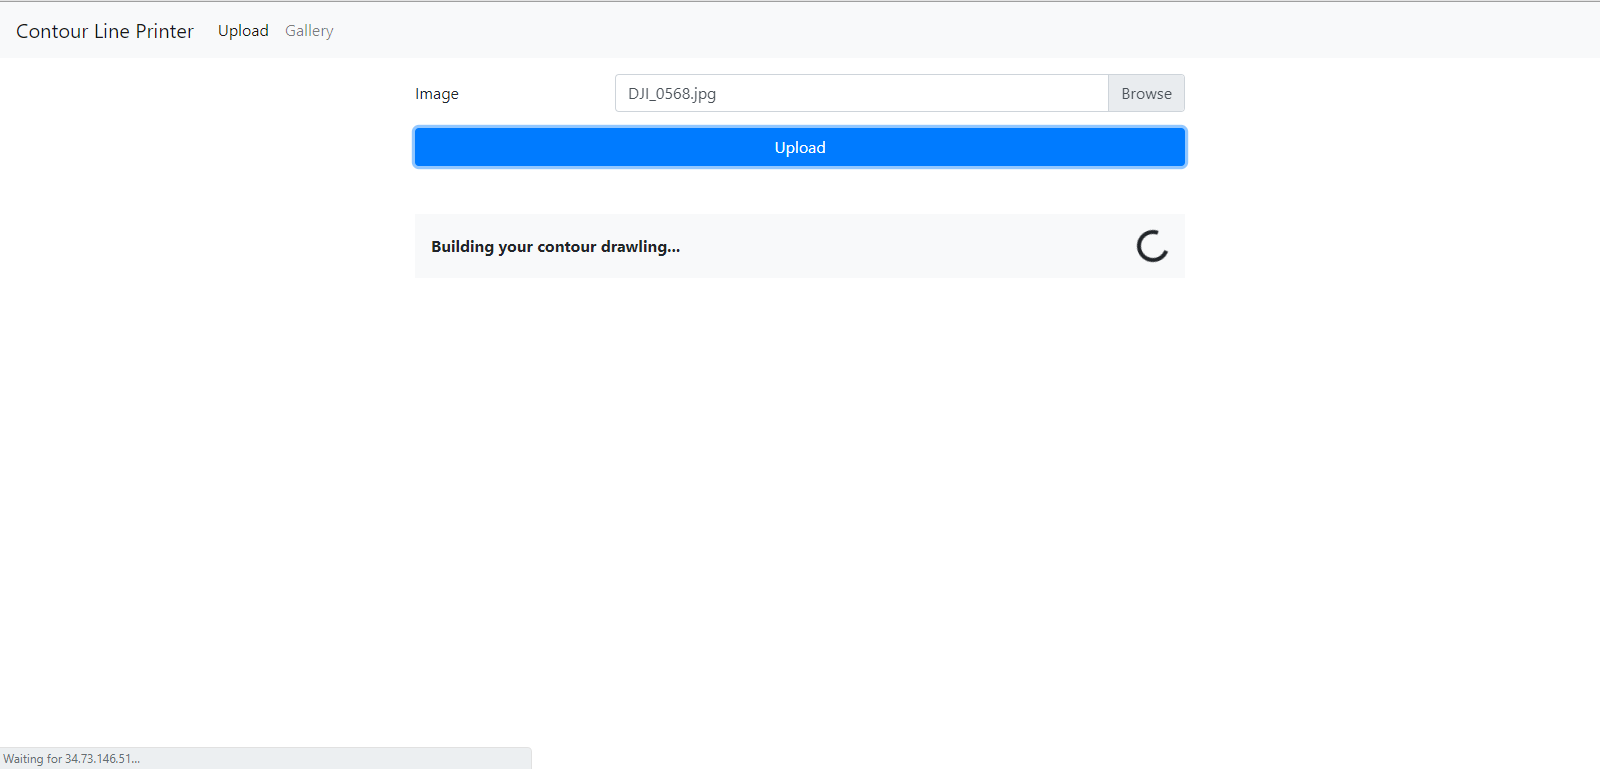 Contour Line Printer Upload Gallery
Image DJI_0568.jpg Browse
Upload
Building your contour drawling...
Waiting for 34.73.146.51...